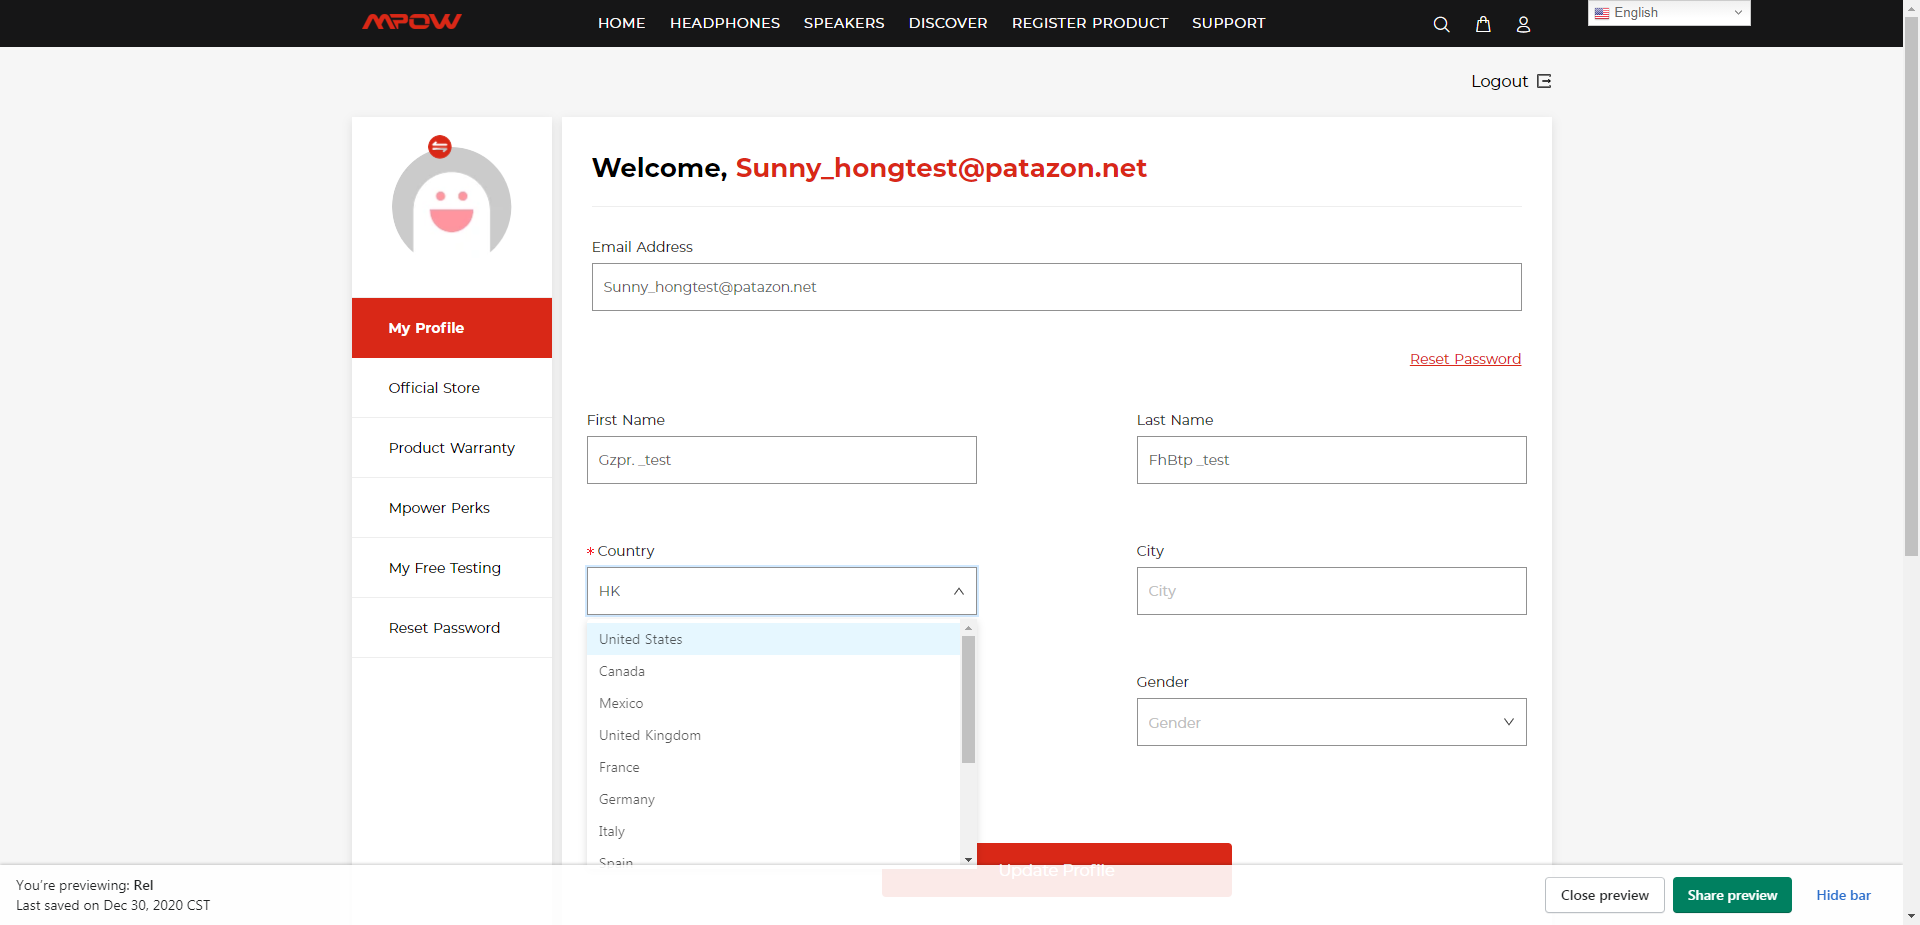 MPOW
HOME HEADPHONES SPEAKERS DISCOVER REGISTER PRODUCT SUPPORT
English
Logout
Welcome, Sunny_hongtest@patazon.net
Email Address
Sunny_hongtest@patazon.net
Reset Password
My Profile
Official Store
Product Warranty
Mpower Perks
My Free Testing
Reset Password
First Name
Last Name
Gzpr. _test
FhBtp _test
* Country
City
HK
City
United States
Canada
Mexico
United Kingdom
France
Germany
Italy
Spain
Gender
Gender
Update Profile
You're previewing: Rel
Last saved on Dec 30, 2020 CST
Close preview
Share preview
Hide bar